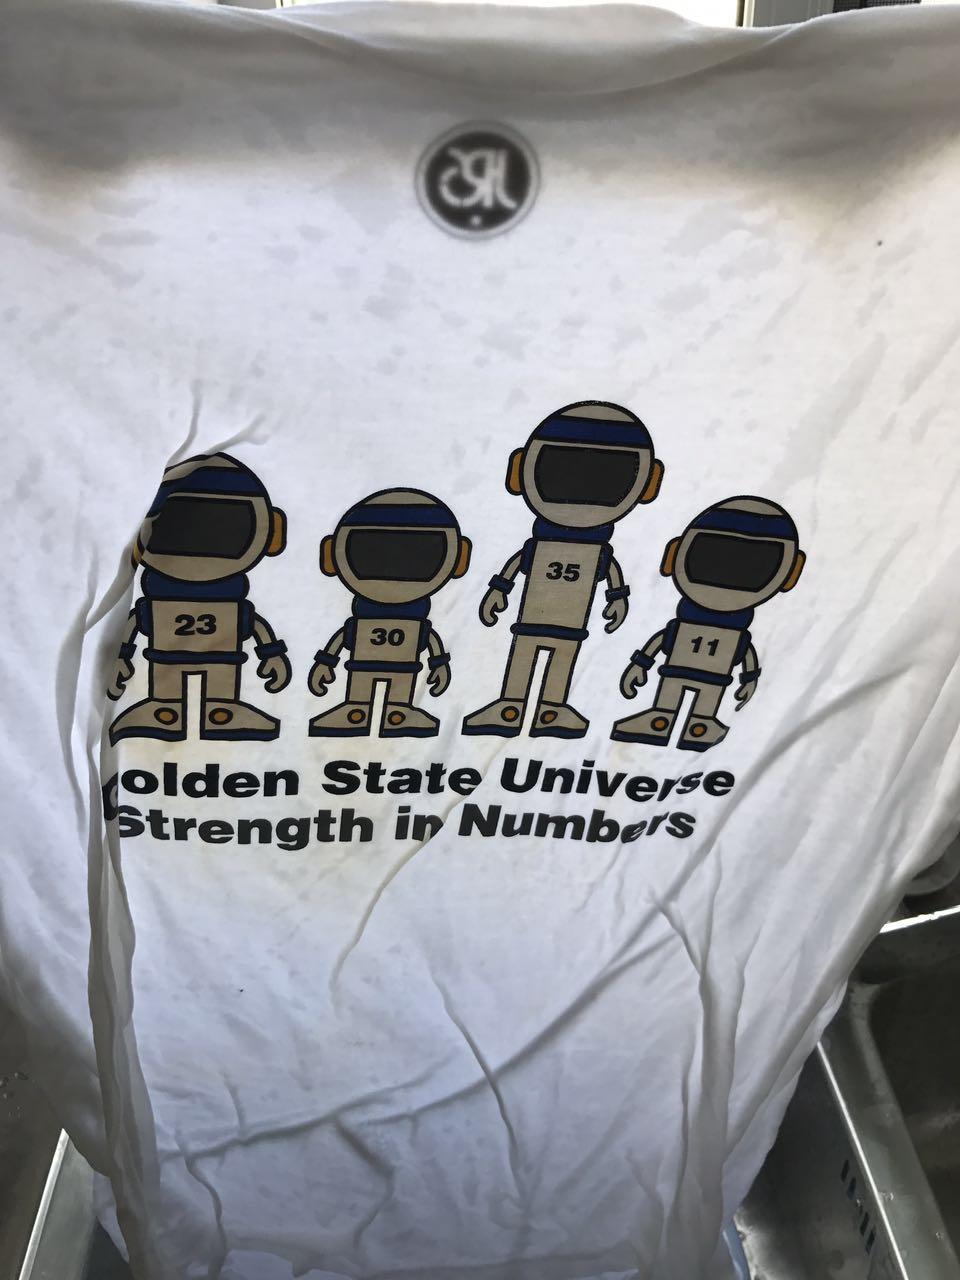 23
30
35
11
Golden State Universe
Strength in Numbers